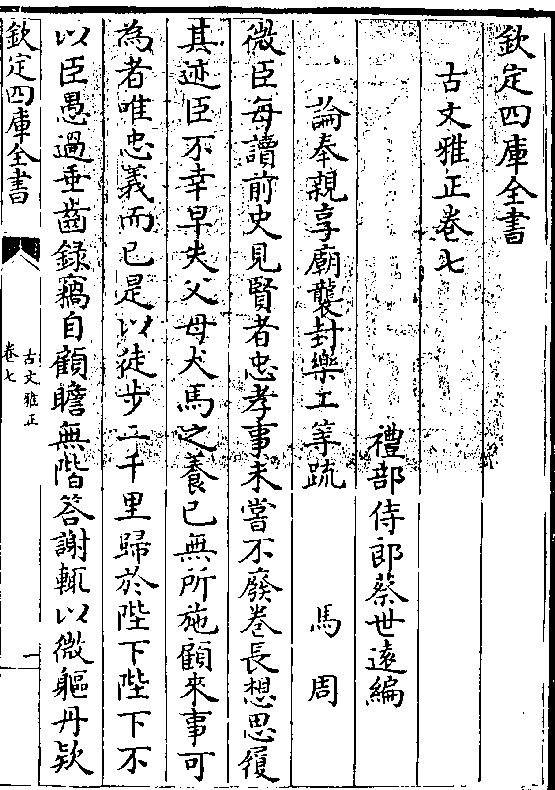 欽定四庫全書
古文雅正卷七
禮部侍郎蔡世遠編
論奉親享廟襲封樂工等疏　馬周
微臣每讀前史見賢者忠孝事未嘗不廢卷長想思履
其迹臣不幸早失父母犬馬之養已無所施顧來事可
為者唯忠義而已是以徒步二千里歸於陛下陛下不
以臣愚過垂齒錄竊自顧瞻無階答謝輒以微軀丹欵
欽定四庫全書
古文雅正
卷七
一